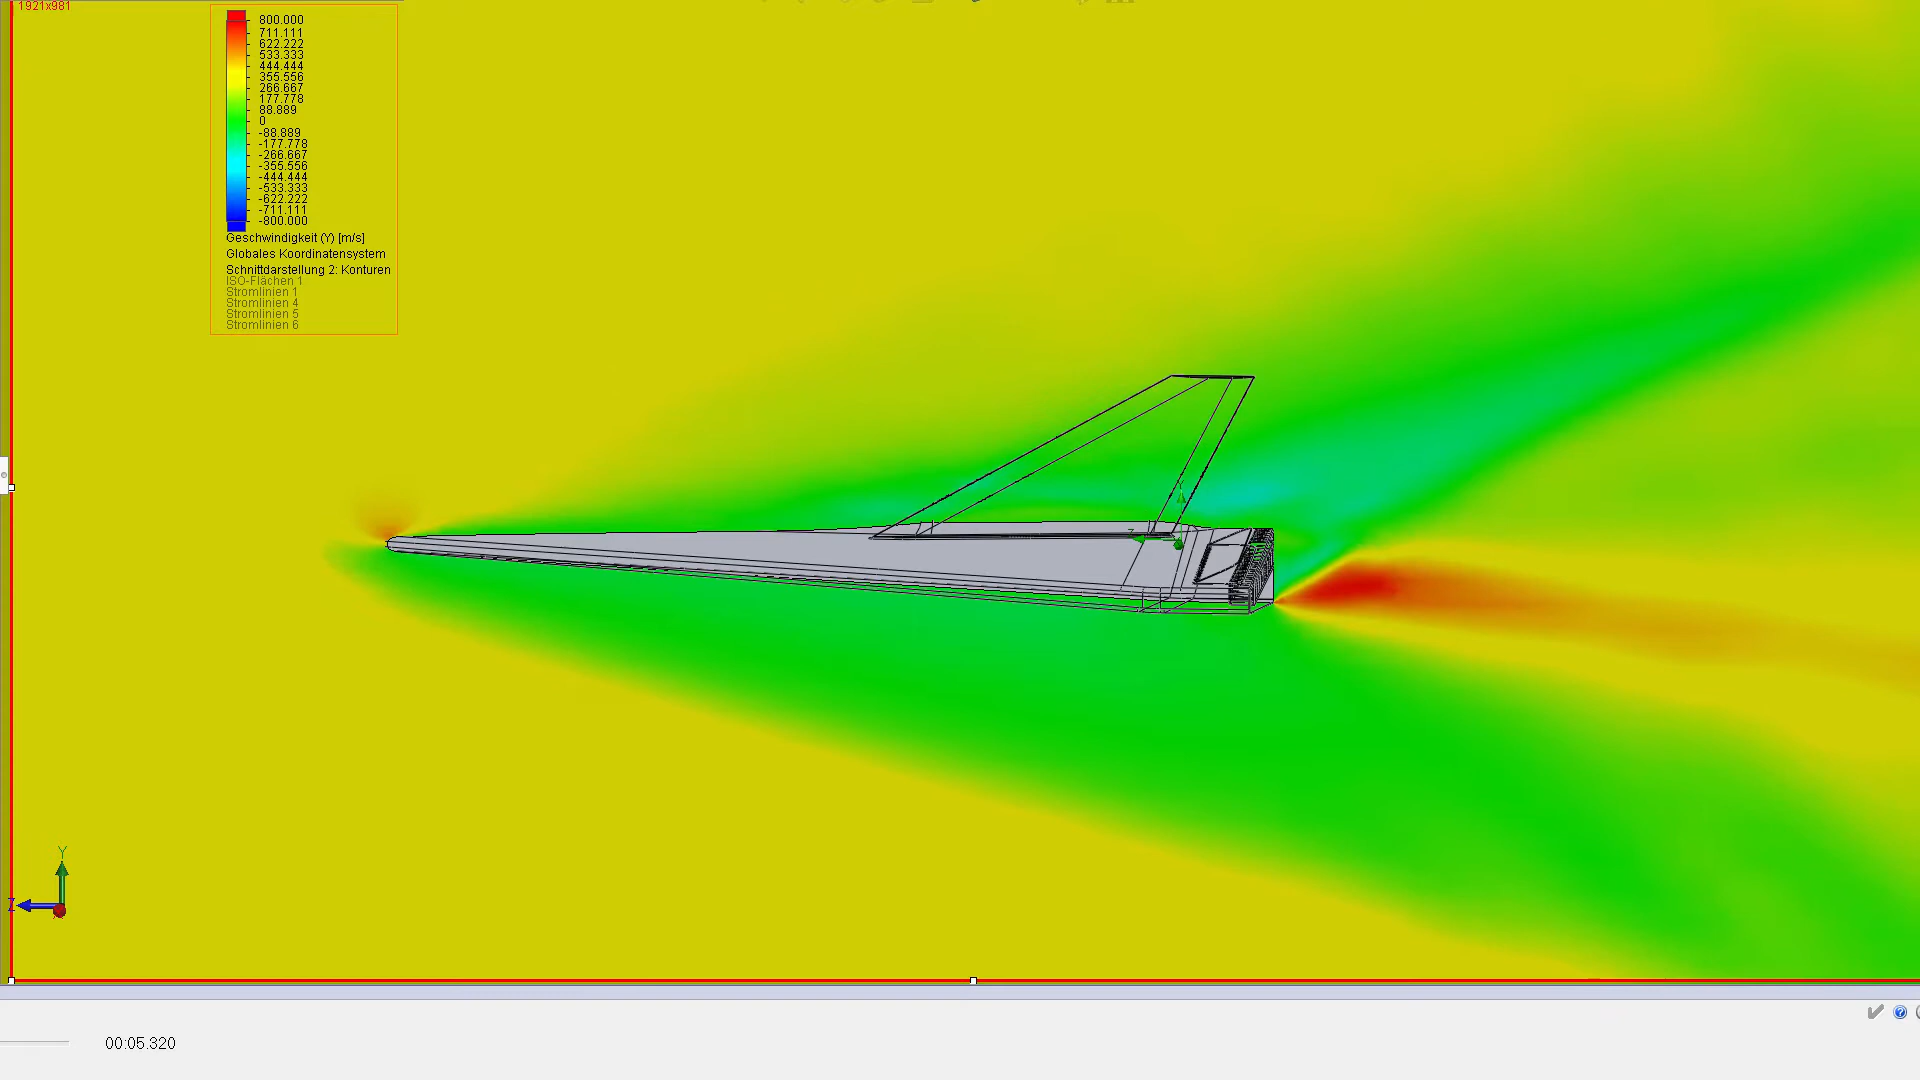 1921x981
800.000
711.111
622.222
533.333
444.444
355.556
266.667
177.778
88.889
0
-88.889
-177.778
-266.667
-355.556
-444.444
-533.333
-622.222
-711.111
-800.000
Geschwindigkeit (Y) [m/s]
Globales Koordinatensystem
Schnittdarstellung 2: Konturen
ISO-Flächen 1
Stromlinien 1
Stromlinien 4
Stromlinien 5
Stromlinien 6
Y
Z
Y
Z
00:05.320